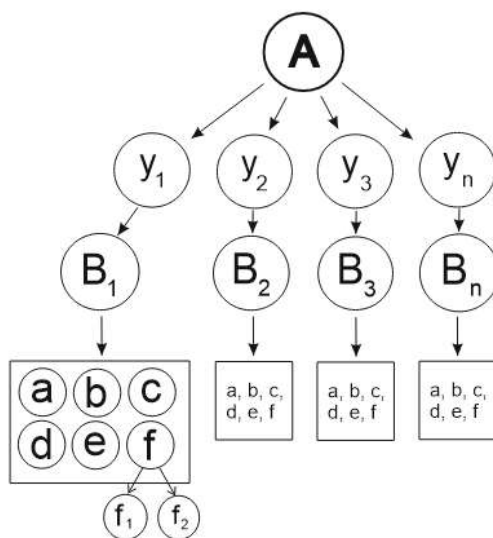 A
y1 y2 y3 yn
B1 B2 B3 Bn
a b c
d e f
a, b, c,
d, e, f
a, b, c,
d, e, f
a, b, c,
d, e, f
f1 f2